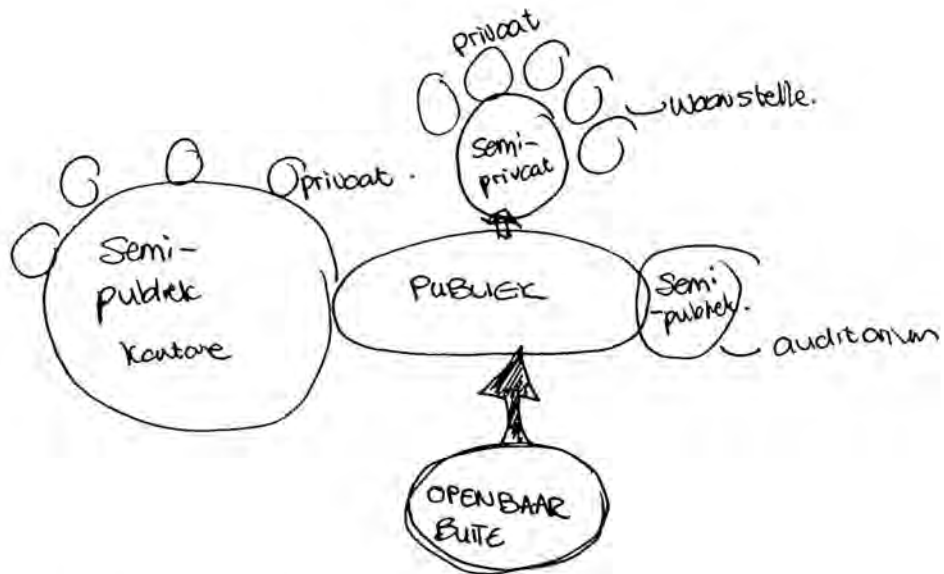 privaat
woonstelle.
Semi-
privaat
privaat.
Semi-
publiek
kantore
PUBLIEK
Semi
-publiek.
auditorium
OPENBAAR
BUITE